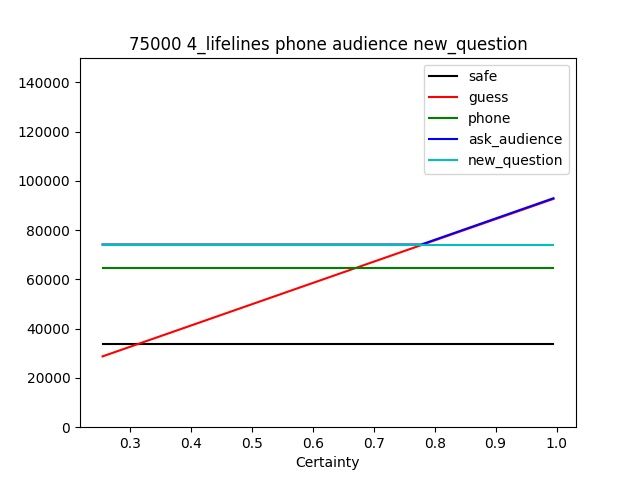 75000 4_lifelines phone audience new_question
safe
guess
phone
ask_audience
new_question
140000
120000
100000
80000
60000
40000
20000
0
0.3 0.4 0.5 0.6 0.7 0.8 0.9 1.0
Certainty